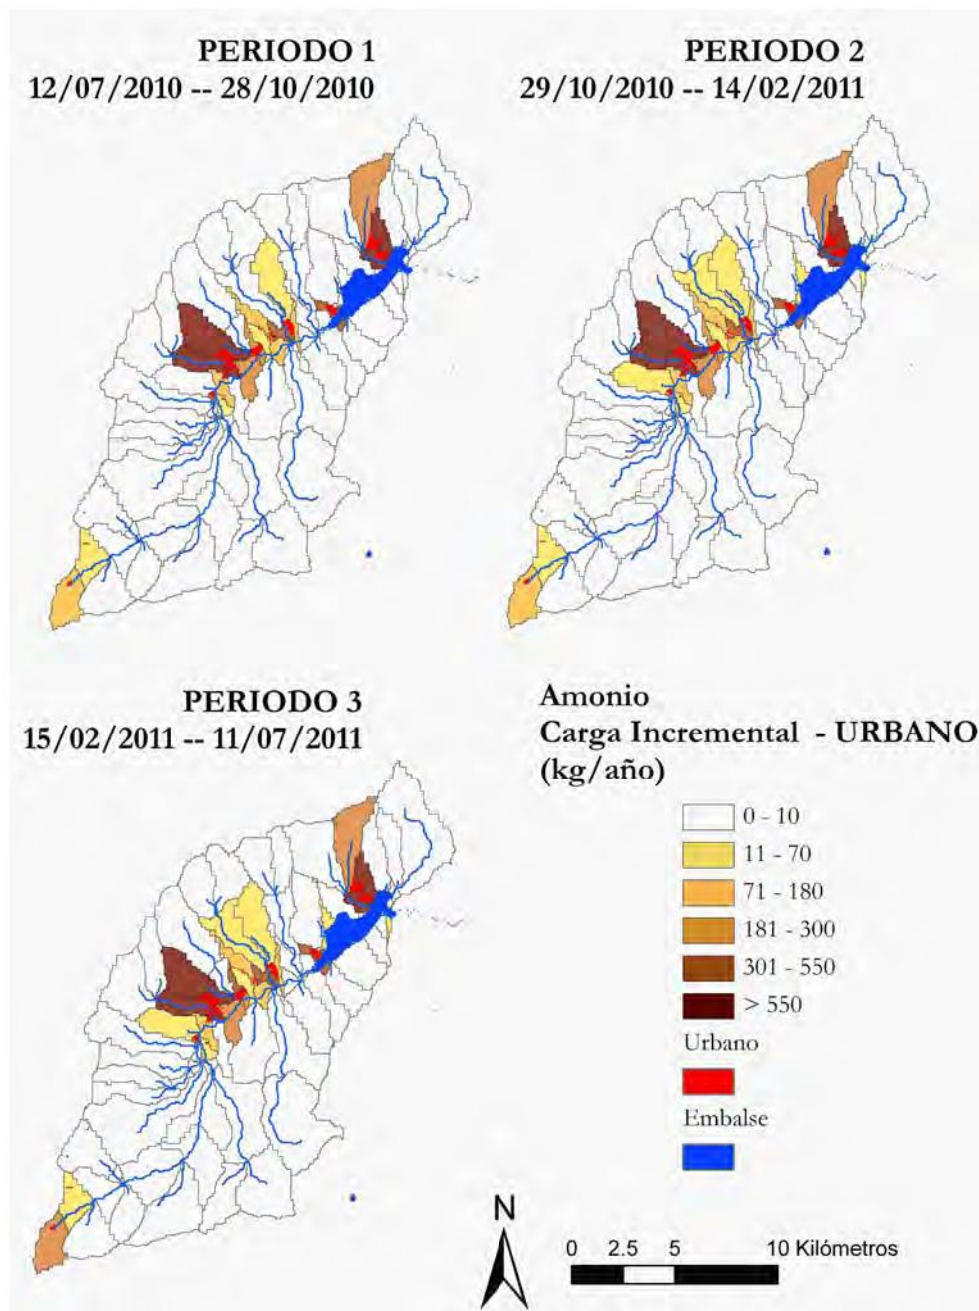 PERIODO 1
12/07/2010 -- 28/10/2010
PERIODO 2
29/10/2010 -- 14/02/2011
PERIODO 3
15/02/2011 -- 11/07/2011
Amonio
Carga Incremental - URBANO
(kg/año)
0 - 10
11 - 70
71 - 180
181 - 300
301 - 550
> 550
Urbano
Embalse
N
0 2.5 5 10 Kilómetros